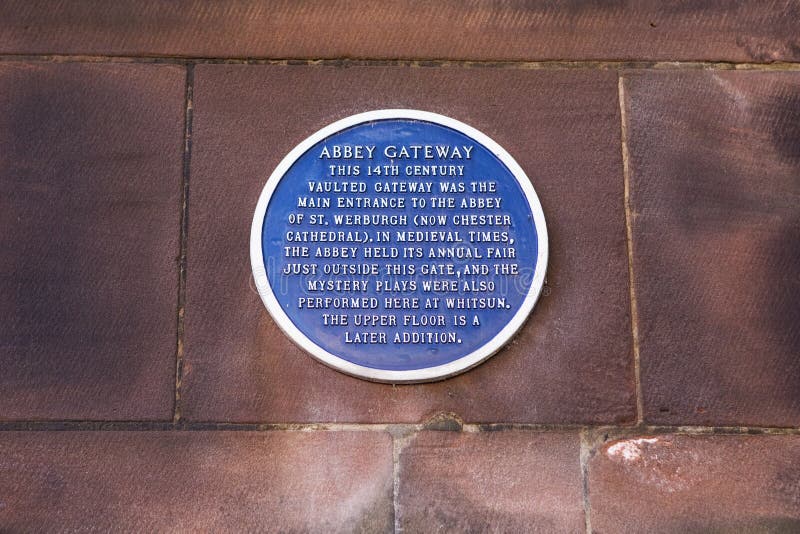 ABBEY GATEWAY
THIS 14TH CENTURY
VAULTED GATEWAY WAS THE
MAIN ENTRANCE TO THE ABBEY
OF ST. WERBURGH (NOW CHESTER
CATHEDRAL). IN MEDIEVAL TIMES,
THE ABBEY HELD ITS ANNUAL FAIR
JUST OUTSIDE THIS GATE, AND THE
MYSTERY PLAYS WERE ALSO
PERFORMED HERE AT WHITSUN.
THE UPPER FLOOR IS A
LATER ADDITION.